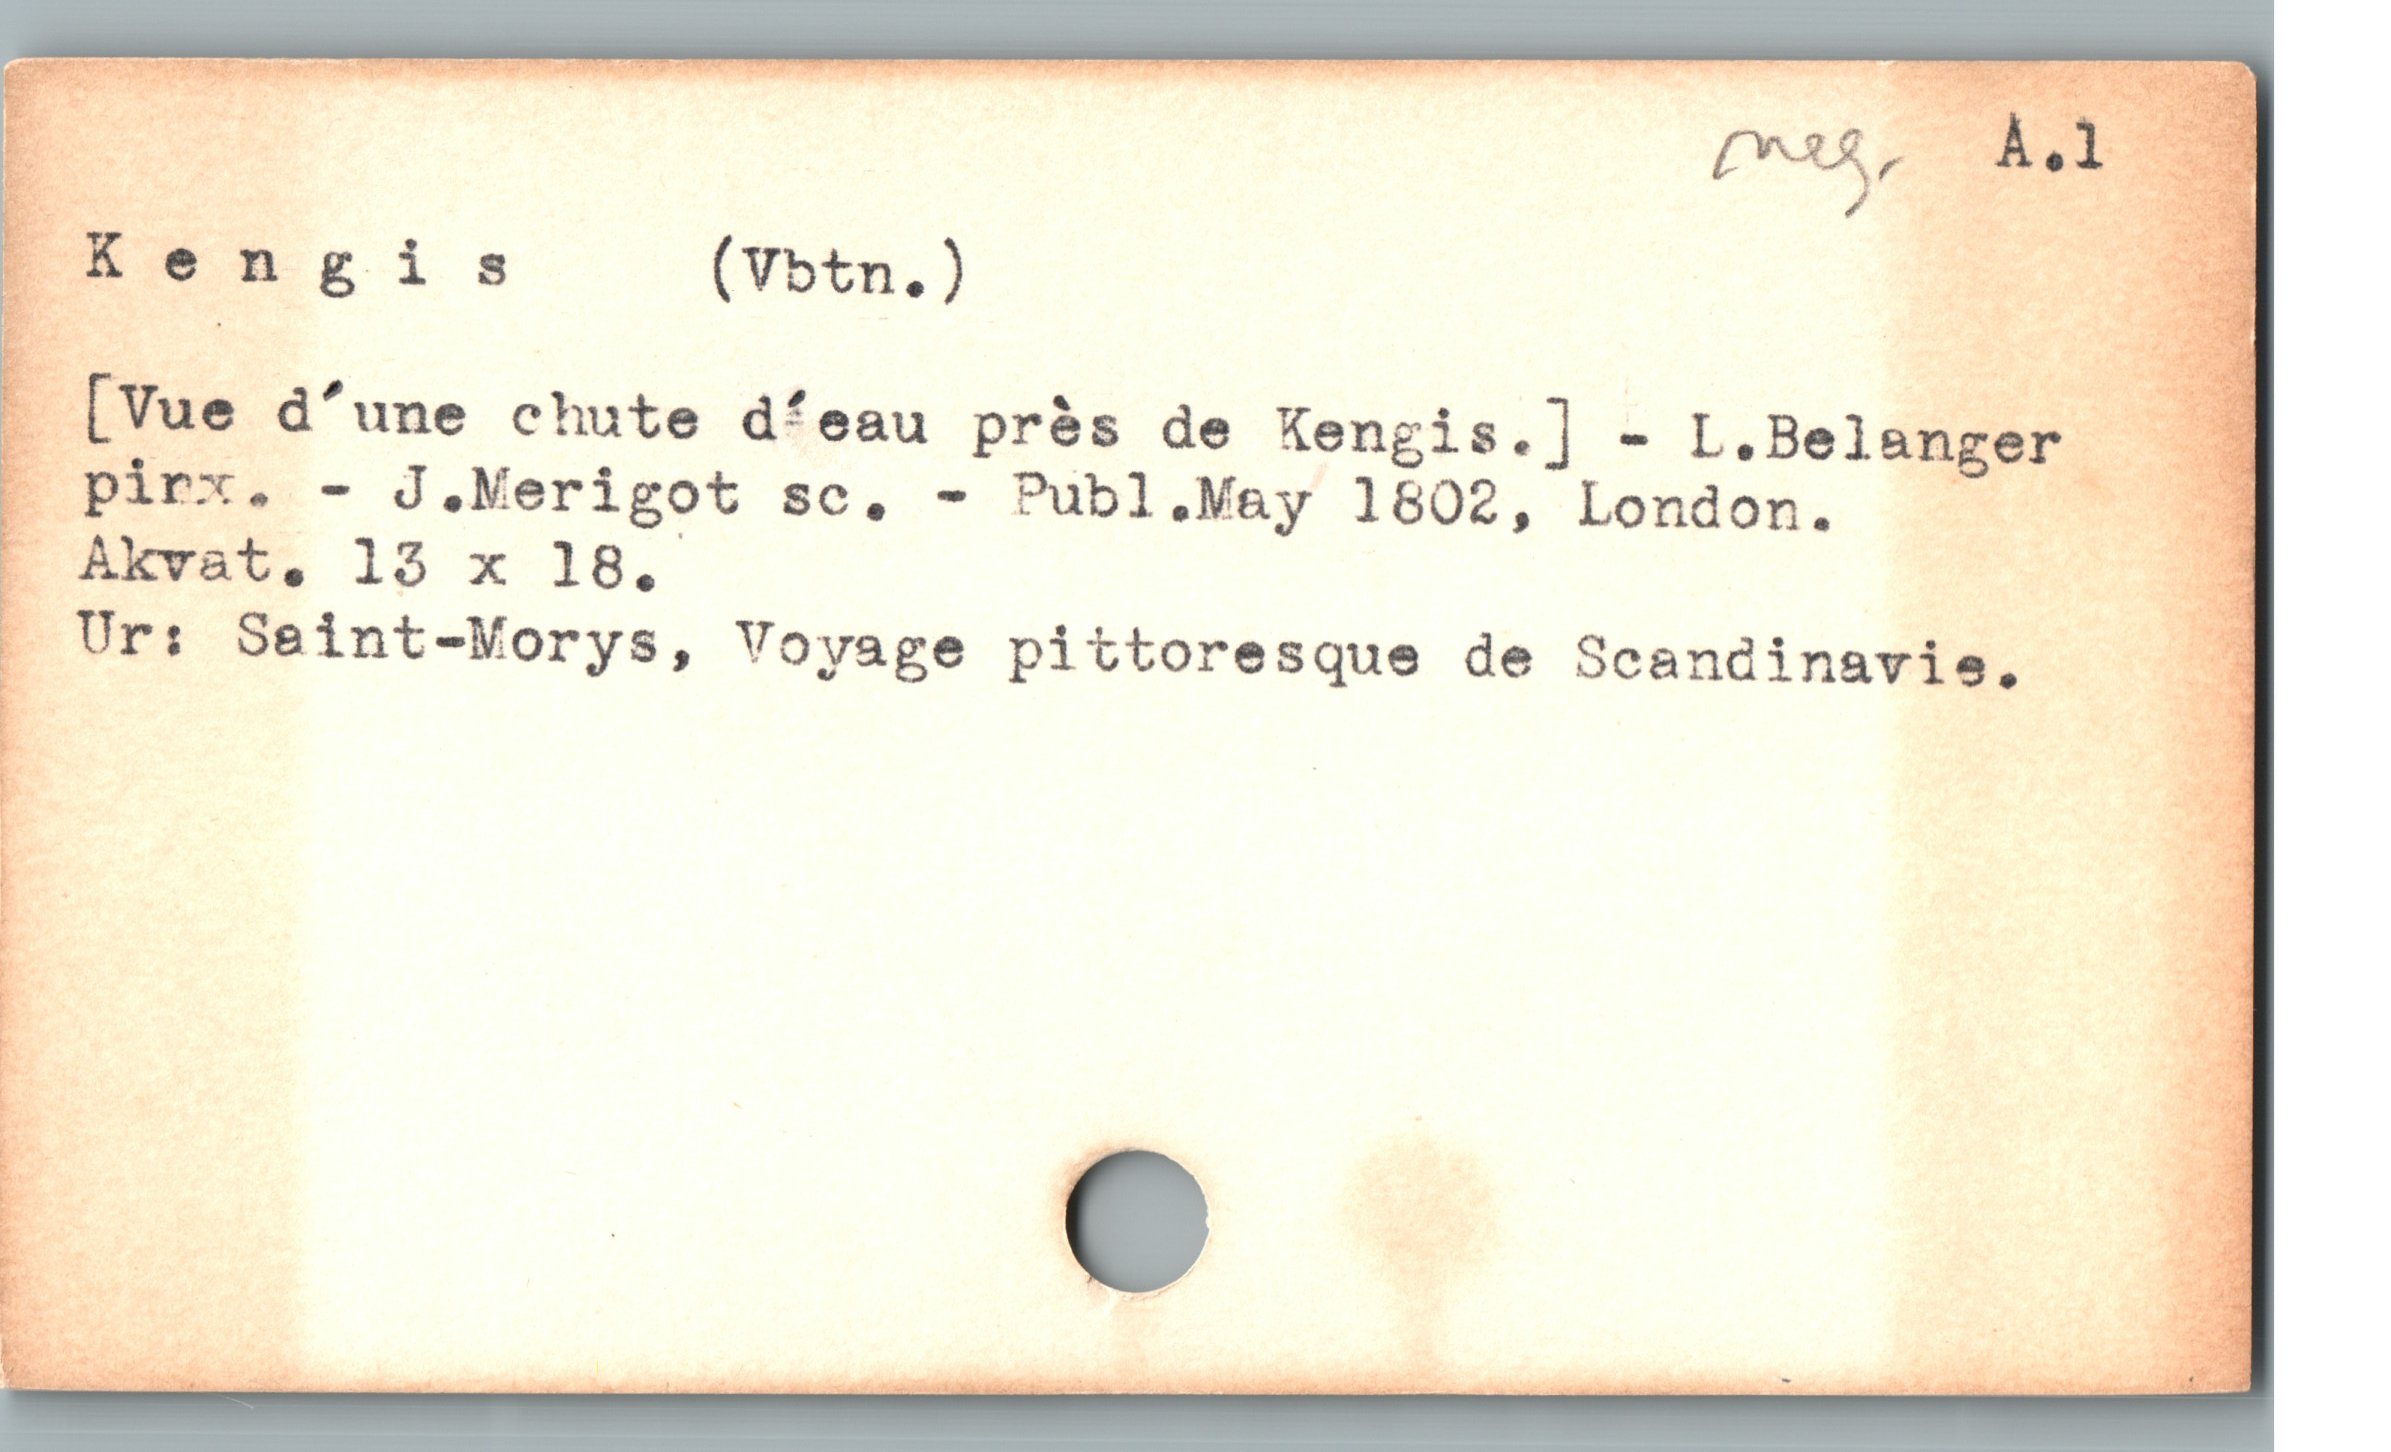 neg. A.1
K e n g i s (Vbtn.)
[Vue d´une chute d´eau près de Kengis.] - L.Belanger
pinx. - J.Merigot sc. - Publ.May 1802, London.
Akvat. 13 x 18.
Ur: Saint-Morys, Voyage pittoresque de Scandinavie.